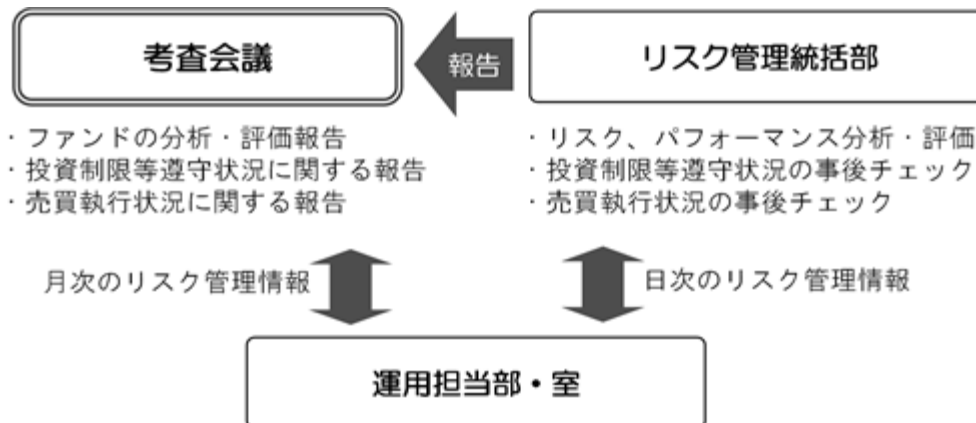 考査会議
報告
リスク管理統括部
・ファンドの分析・評価報告
・投資制限等遵守状況に関する報告
・売買執行状況に関する報告
・リスク、パフォーマンス分析・評価
・投資制限等遵守状況の事後チェック
・売買執行状況の事後チェック
月次のリスク管理情報
日次のリスク管理情報
運用担当部・室